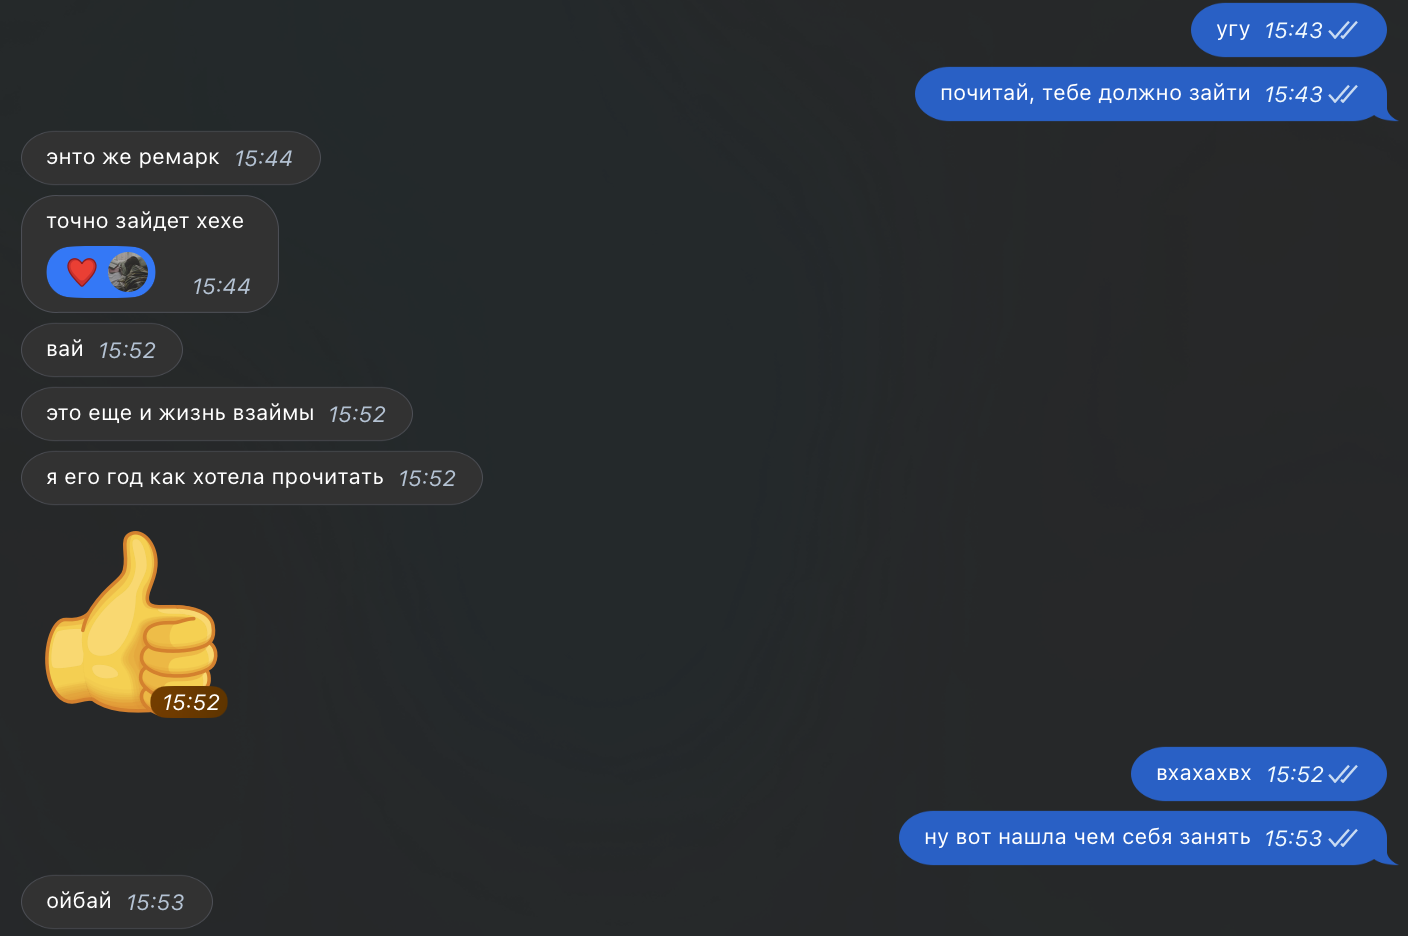 угу 15:43
почитай, тебе должно зайти 15:43
энто же ремарк 15:44
точно зайдет хехе
15:44
вай 15:52
это еще и жизнь взаймы 15:52
я его год как хотела прочитать 15:52
15:52
вхахахвх 15:52
ну вот нашла чем себя занять 15:53
ойбай 15:53